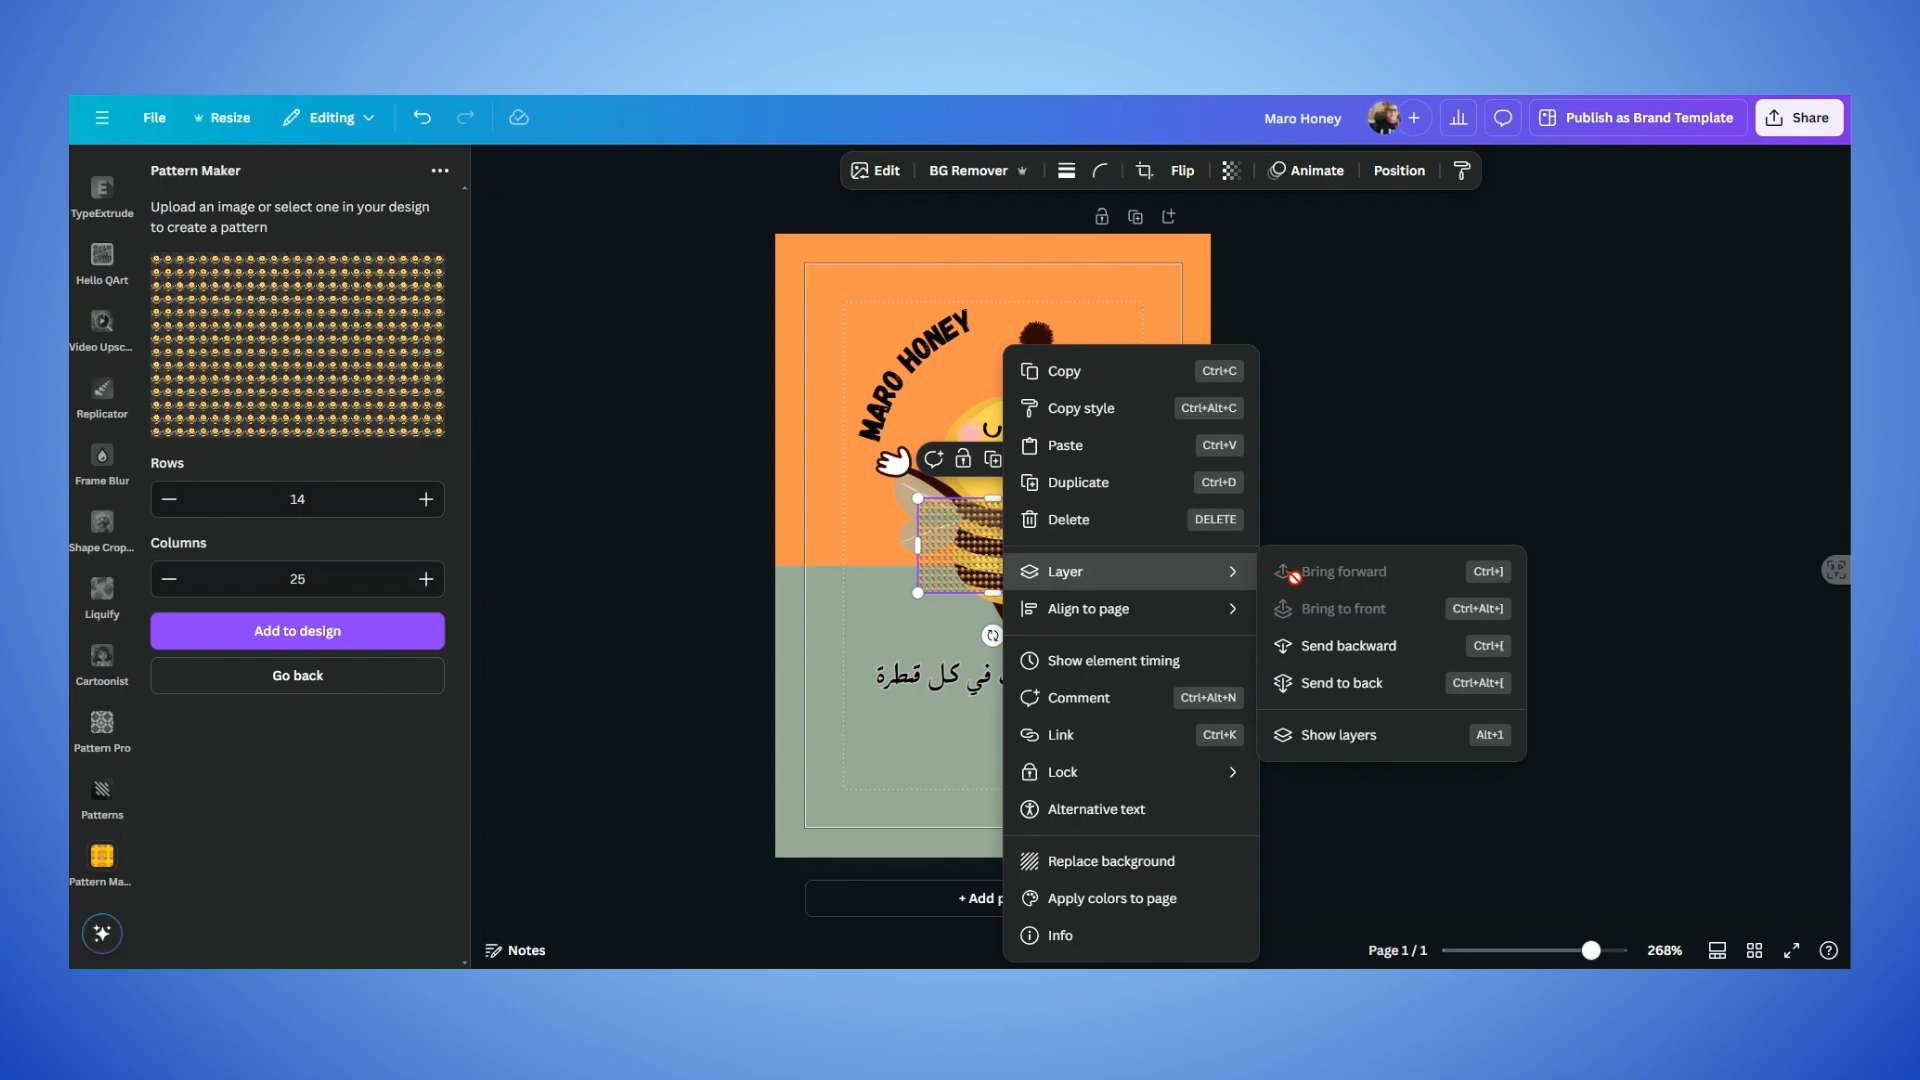 File
Resize
Editing
Maro Honey
Publish as Brand Template
Share
TypeExtrude
Hello QArt
Video Upsc...
Replicator
Frame Blur
Shape Crop...
Liquify
Cartoonist
Pattern Pro
Patterns
Pattern Ma...
Pattern Maker
Upload an image or select one in your design
to create a pattern
Rows
14
Columns
25
Add to design
Go back
Edit
BG Remover
Flip
Animate
Position
MARO HONEY
في كل قطرة
Copy Ctrl+C
Copy style Ctrl+Alt+C
Paste Ctrl+V
Duplicate Ctrl+D
Delete DELETE
Layer
Align to page
Show element timing
Comment Ctrl+Alt+N
Link Ctrl+K
Lock
Alternative text
Replace background
Apply colors to page
Info
Bring forward Ctrl+]
Bring to front Ctrl+Alt+]
Send backward Ctrl+[
Send to back Ctrl+Alt+[
Show layers Alt+1
+ Add p
Notes
Page 1 / 1
268%